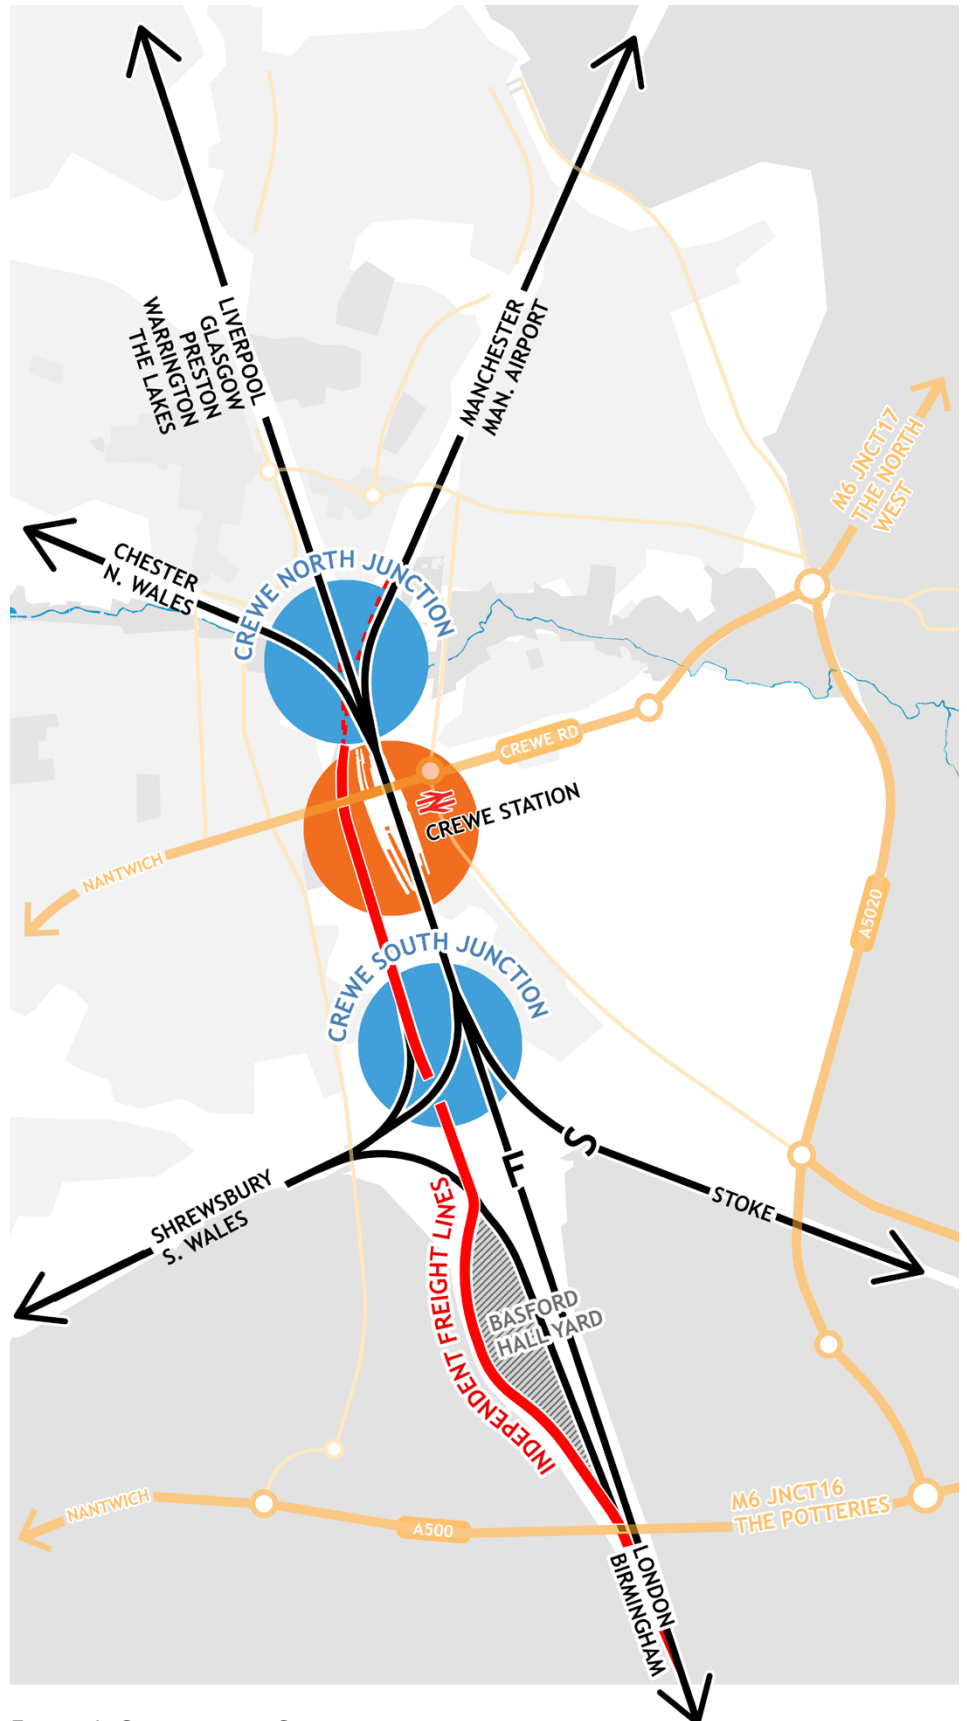 LIVERPOOL
GLASGOW
PRESTON
WARRINGTON
THE LAKES
MANCHESTER
MAN. AIRPORT
M6 JNCT17
THE NORTH
WEST
CHESTER
N. WALES
CREWE NORTH JUNCTION
CREWE RD
CREWE STATION
NANTWICH
A5020
CREWE SOUTH JUNCTION
F
S
STOKE
SHREWSBURY
S. WALES
INDEPENDENT FREIGHT LINES
BASFORD
HALL YARD
NANTWICH
A500
M6 JNCT16
THE POTTERIES
LONDON
BIRMINGHAM